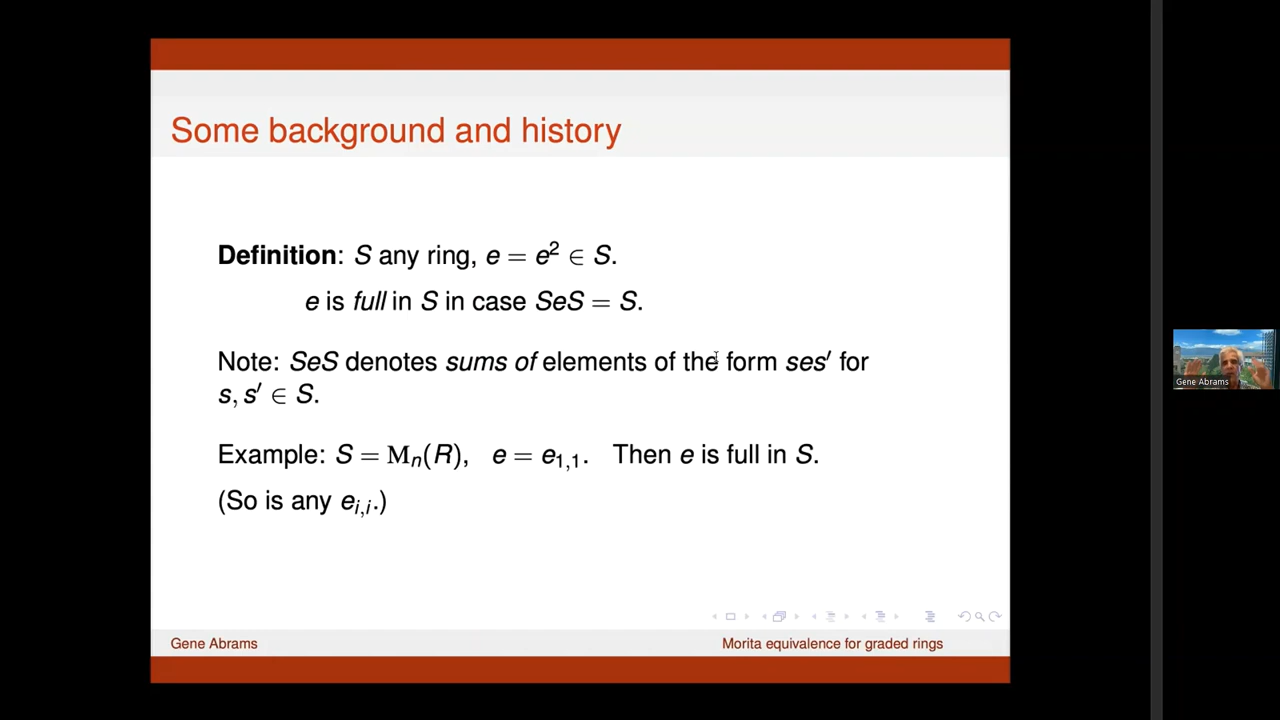 Some background and history
Definition: S any ring, e = e² ∈ S.
e is full in S in case SeS = S.
Note: SeS denotes sums of elements of the form ses′ for
s, s′ ∈ S.
Example: S = Mₙ(R), e = e₁,₁. Then e is full in S.
(So is any eᵢ,ᵢ.)
Gene Abrams
Morita equivalence for graded rings
Gene Abrams